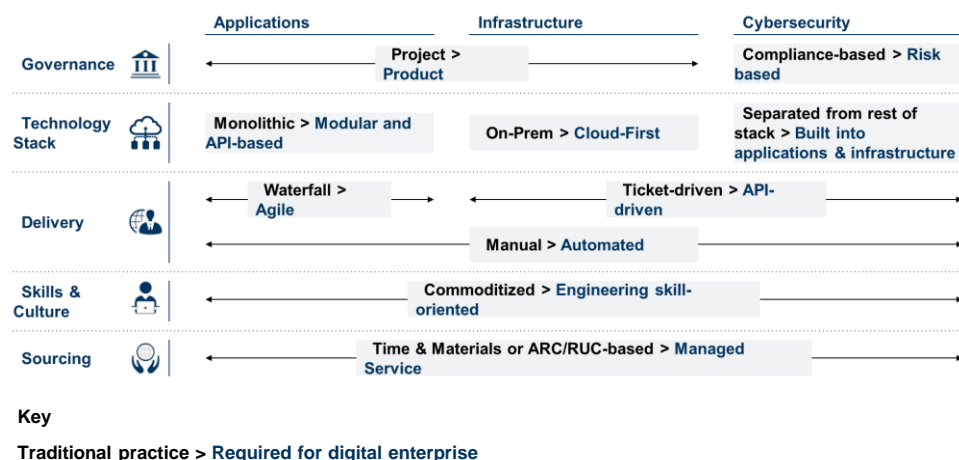 Applications
Infrastructure
Cybersecurity
Governance
Project >
Product
Compliance-based > Risk
based
Technology
Stack
Monolithic > Modular and
API-based
On-Prem > Cloud-First
Separated from rest of
stack > Built into
applications & infrastructure
Delivery
Waterfall >
Agile
Ticket-driven > API-
driven
Manual > Automated
Skills &
Culture
Commoditized > Engineering skill-
oriented
Sourcing
Time & Materials or ARC/RUC-based > Managed
Service
Key
Traditional practice > Required for digital enterprise